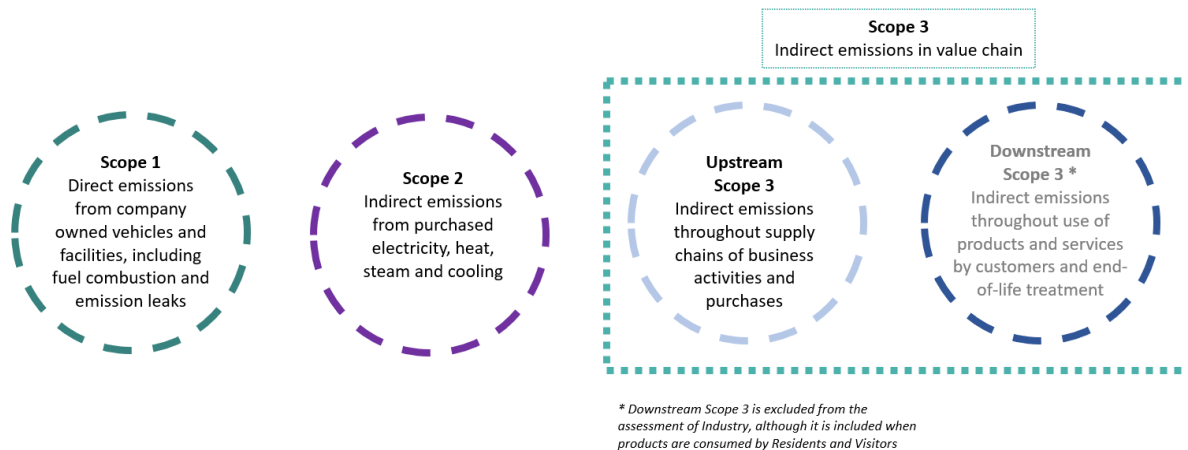 Scope 3
Indirect emissions in value chain
Scope 1
Direct emissions
from company
owned vehicles and
facilities, including
fuel combustion and
emission leaks
Scope 2
Indirect emissions
from purchased
electricity, heat,
steam and cooling
Upstream
Scope 3
Indirect emissions
throughout supply
chains of business
activities and
purchases
Downstream
Scope 3 *
Indirect emissions
throughout use of
products and services
by customers and end-
of-life treatment
* Downstream Scope 3 is excluded from the
assessment of Industry, although it is included when
products are consumed by Residents and Visitors